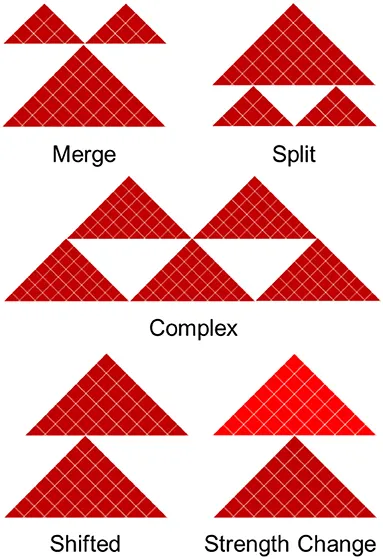 Merge
Split
Complex
Shifted
Strength Change